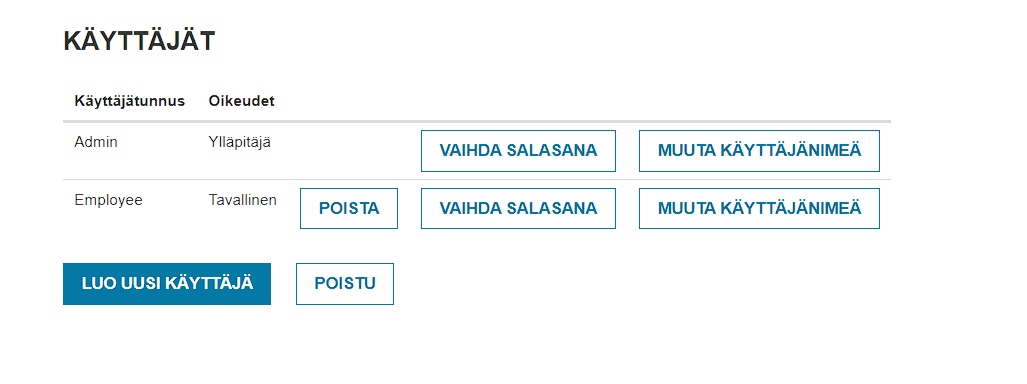 KÄYTTÄJÄT
Käyttäjätunnus Oikeudet
Admin Ylläpitäjä VAIHDA SALASANA MUUTA KÄYTTÄJÄNIMEÄ
Employee Tavallinen POISTA VAIHDA SALASANA MUUTA KÄYTTÄJÄNIMEÄ
LUO UUSI KÄYTTÄJÄ POISTU